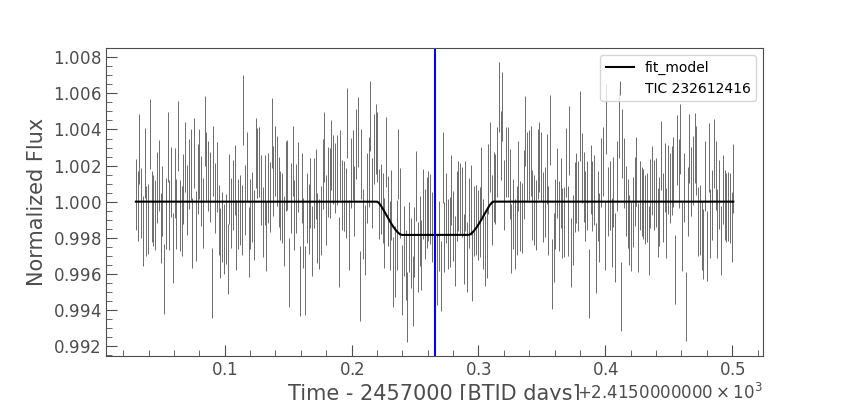 1.008
1.006
1.004
1.002
1.000
0.998
0.996
0.994
0.992
Normalized Flux
fit_model
TIC 232612416
0.1
0.2
0.3
0.4
0.5
Time - 2457000 [BTJD days]
+2.4150000000 × 10³